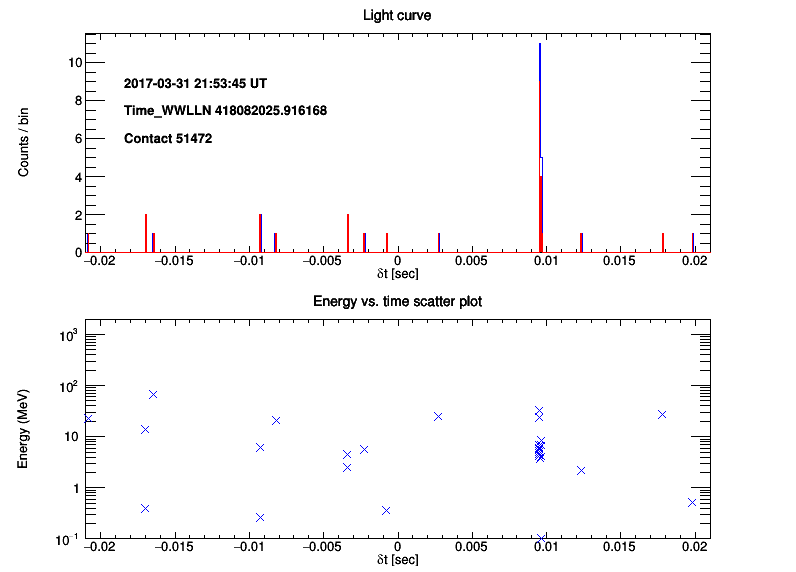 Light curve
Counts / bin
10
8
6
4
2
0
2017-03-31 21:53:45 UT
Time_WWLLN 418082025.916168
Contact 51472
−0.02 −0.015 −0.01 −0.005 0 0.005 0.01 0.015 0.02
δt [sec]
Energy vs. time scatter plot
Energy (MeV)
10³
10²
10
1
10⁻¹
−0.02 −0.015 −0.01 −0.005 0 0.005 0.01 0.015 0.02
δt [sec]